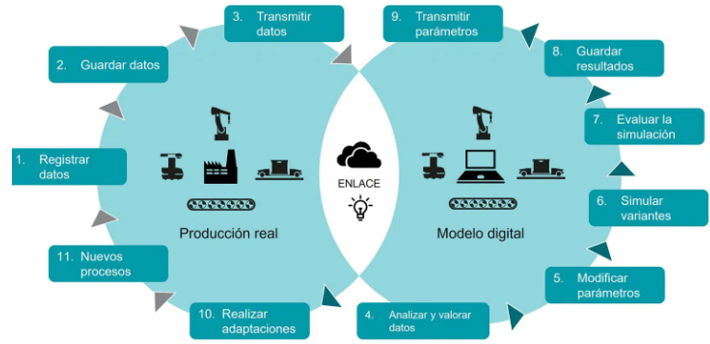 3. Transmitir
datos
9. Transmitir
parámetros
2. Guardar datos
8. Guardar
resultados
7. Evaluar la
simulación
1. Registrar
datos
ENLACE
6. Simular
variantes
Producción real
Modelo digital
11. Nuevos
procesos
5. Modificar
parámetros
10. Realizar
adaptaciones
4. Analizar y valorar
datos